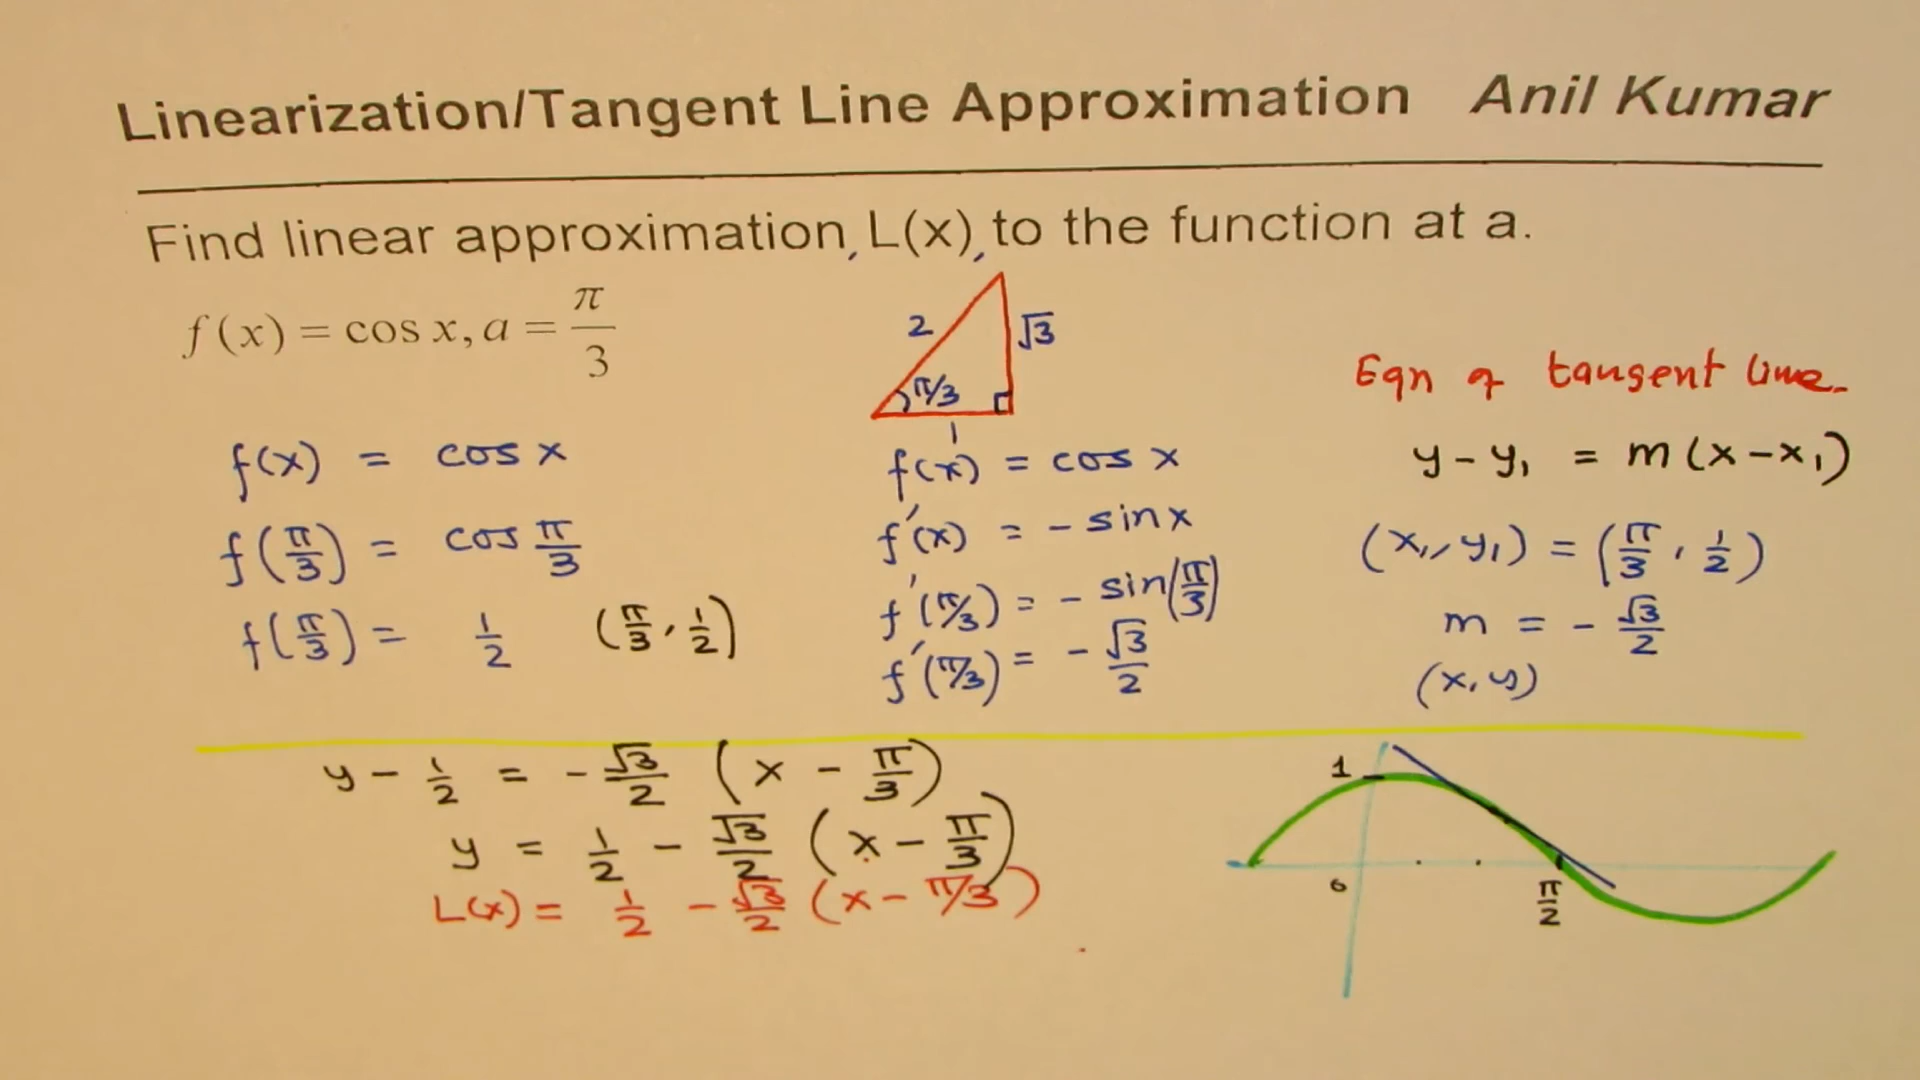 Linearization/Tangent Line Approximation Anil Kumar
Find linear approximation, L(x), to the function at a.
f(x) = cos x, a = π/3
f(x) = cos x
f(π/3) = cos π/3
f(π/3) = 1/2 (π/3, 1/2)
2
√3
π/3
1
f(x) = cos x
f'(x) = - sin x
f'(π/3) = - sin(π/3)
f'(π/3) = - √3/2
Eqn of tangent line
y - y₁ = m(x - x₁)
(x₁, y₁) = (π/3, 1/2)
m = - √3/2
(x, y)
y - 1/2 = - √3/2 (x - π/3)
y = 1/2 - √3/2 (x - π/3)
L(x) = 1/2 - √3/2 (x - π/3)
1
0
π/2